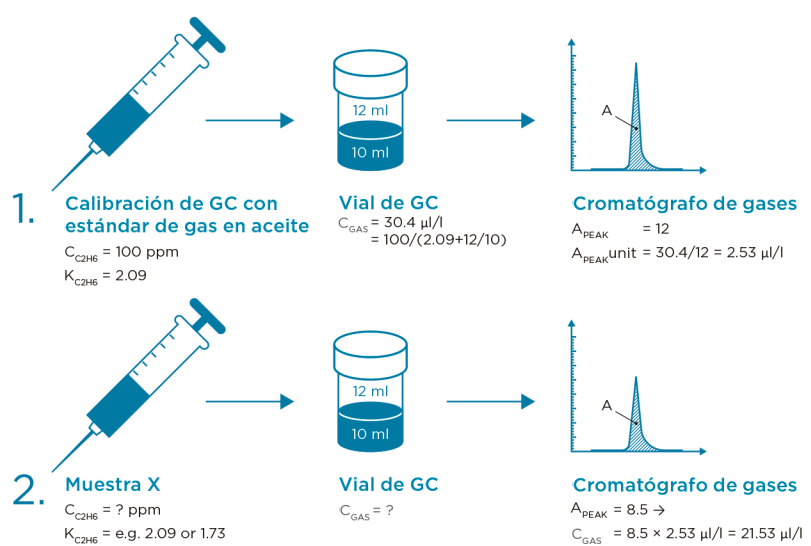 12 ml
10 ml
A
1.
Calibración de GC con
estándar de gas en aceite
C_C2H6 = 100 ppm
K_C2H6 = 2.09
Vial de GC
C_GAS = 30.4 µl/l
= 100/(2.09+12/10)
Cromatógrafo de gases
A_PEAK = 12
A_PEAK unit = 30.4/12 = 2.53 µl/l
12 ml
10 ml
A
2.
Muestra X
C_C2H6 = ? ppm
K_C2H6 = e.g. 2.09 or 1.73
Vial de GC
C_GAS = ?
Cromatógrafo de gases
A_PEAK = 8.5 →
C_GAS = 8.5 × 2.53 µl/l = 21.53 µl/l